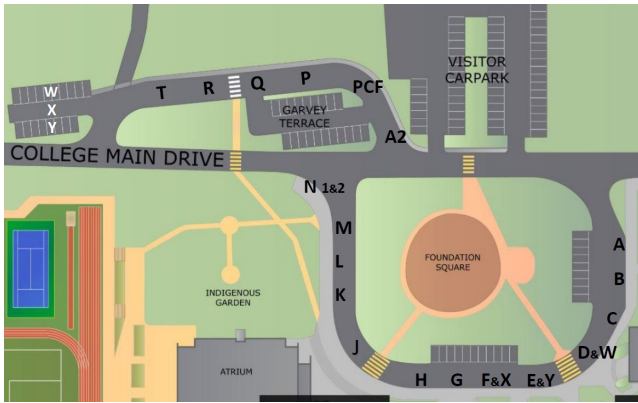 VISITOR
CARPARK
W
X
Y
T
R
Q
P
PCF
GARVEY
TERRACE
A2
COLLEGE MAIN DRIVE
N 1&2
M
L
K
J
INDIGENOUS
GARDEN
ATRIUM
FOUNDATION
SQUARE
A
B
C
D&W
H
G
F&X
E&Y